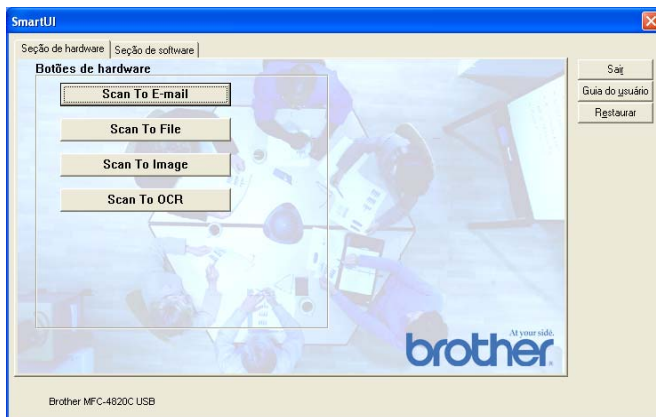 SmartUI
Seção de hardware
Seção de software
Botões de hardware
Scan To E-mail
Scan To File
Scan To Image
Scan To OCR
Sair
Guia do usuário
Restaurar
At your side.
brother
Brother MFC-4820C USB